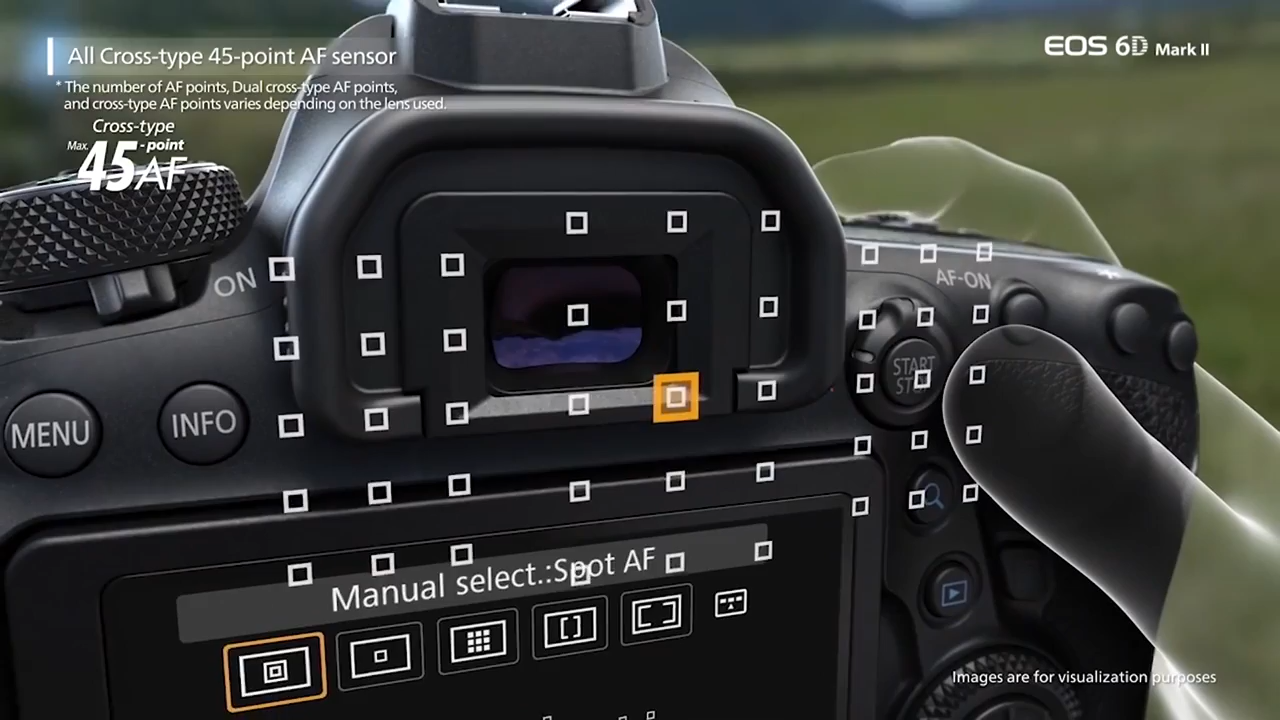 All Cross-type 45-point AF sensor
EOS 6D Mark II
* The number of AF points, Dual cross-type AF points,
and cross-type AF points varies depending on the lens used.
Cross-type
Max. 45-point AF
ON
AF-ON
START
MENU
INFO
Manual select.:Spot AF
Images are for visualization purposes